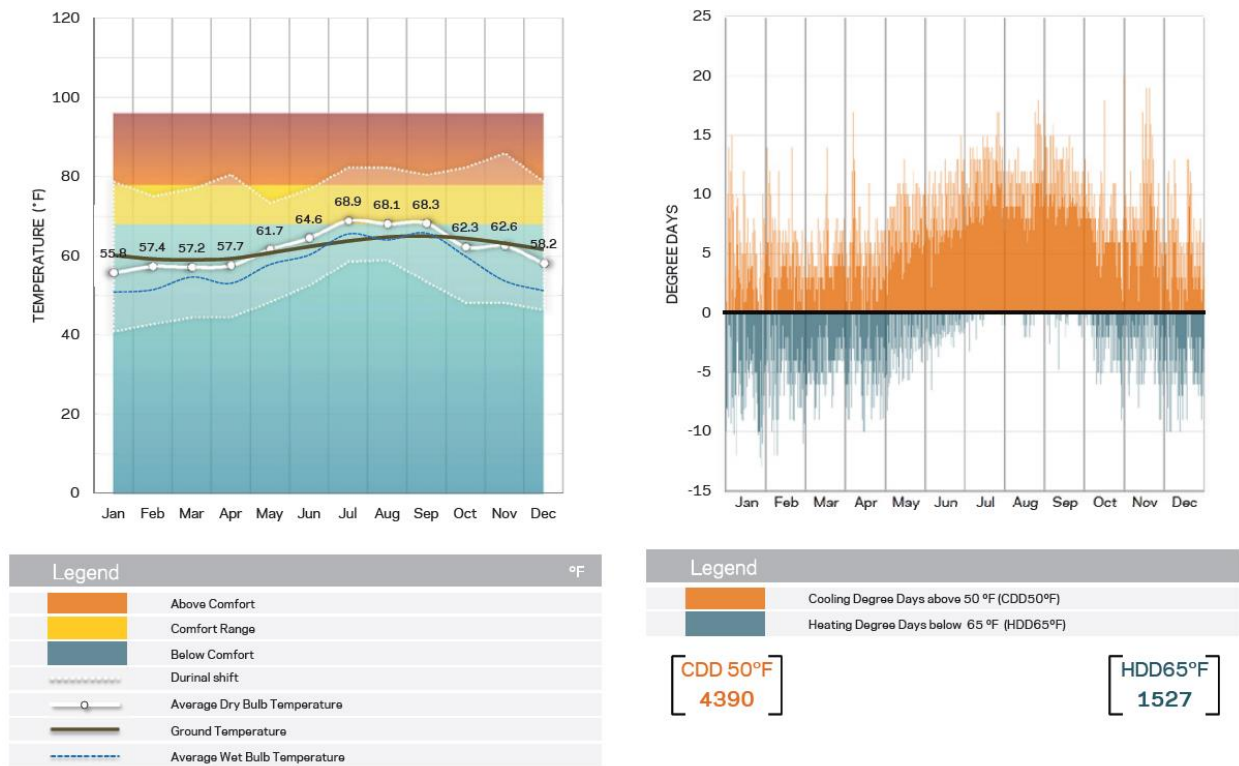 120
100
80
60
40
20
0
TEMPERATURE (°F)
55.8 57.4 57.2 57.7 61.7 64.6 68.9 68.1 68.3 62.3 62.6 58.2
Jan Feb Mar Apr May Jun Jul Aug Sep Oct Nov Dec
Legend °F
Above Comfort
Comfort Range
Below Comfort
Durinal shift
Average Dry Bulb Temperature
Ground Temperature
Average Wet Bulb Temperature
25
20
15
10
5
0
-5
-10
-15
DEGREEDAYS
Jan Feb Mar Apr May Jun Jul Aug Sep Oct Nov Dec
Legend
Cooling Degree Days above 50 °F (CDD50°F)
Heating Degree Days below 65 °F (HDD65°F)
CDD 50°F
4390
HDD65°F
1527